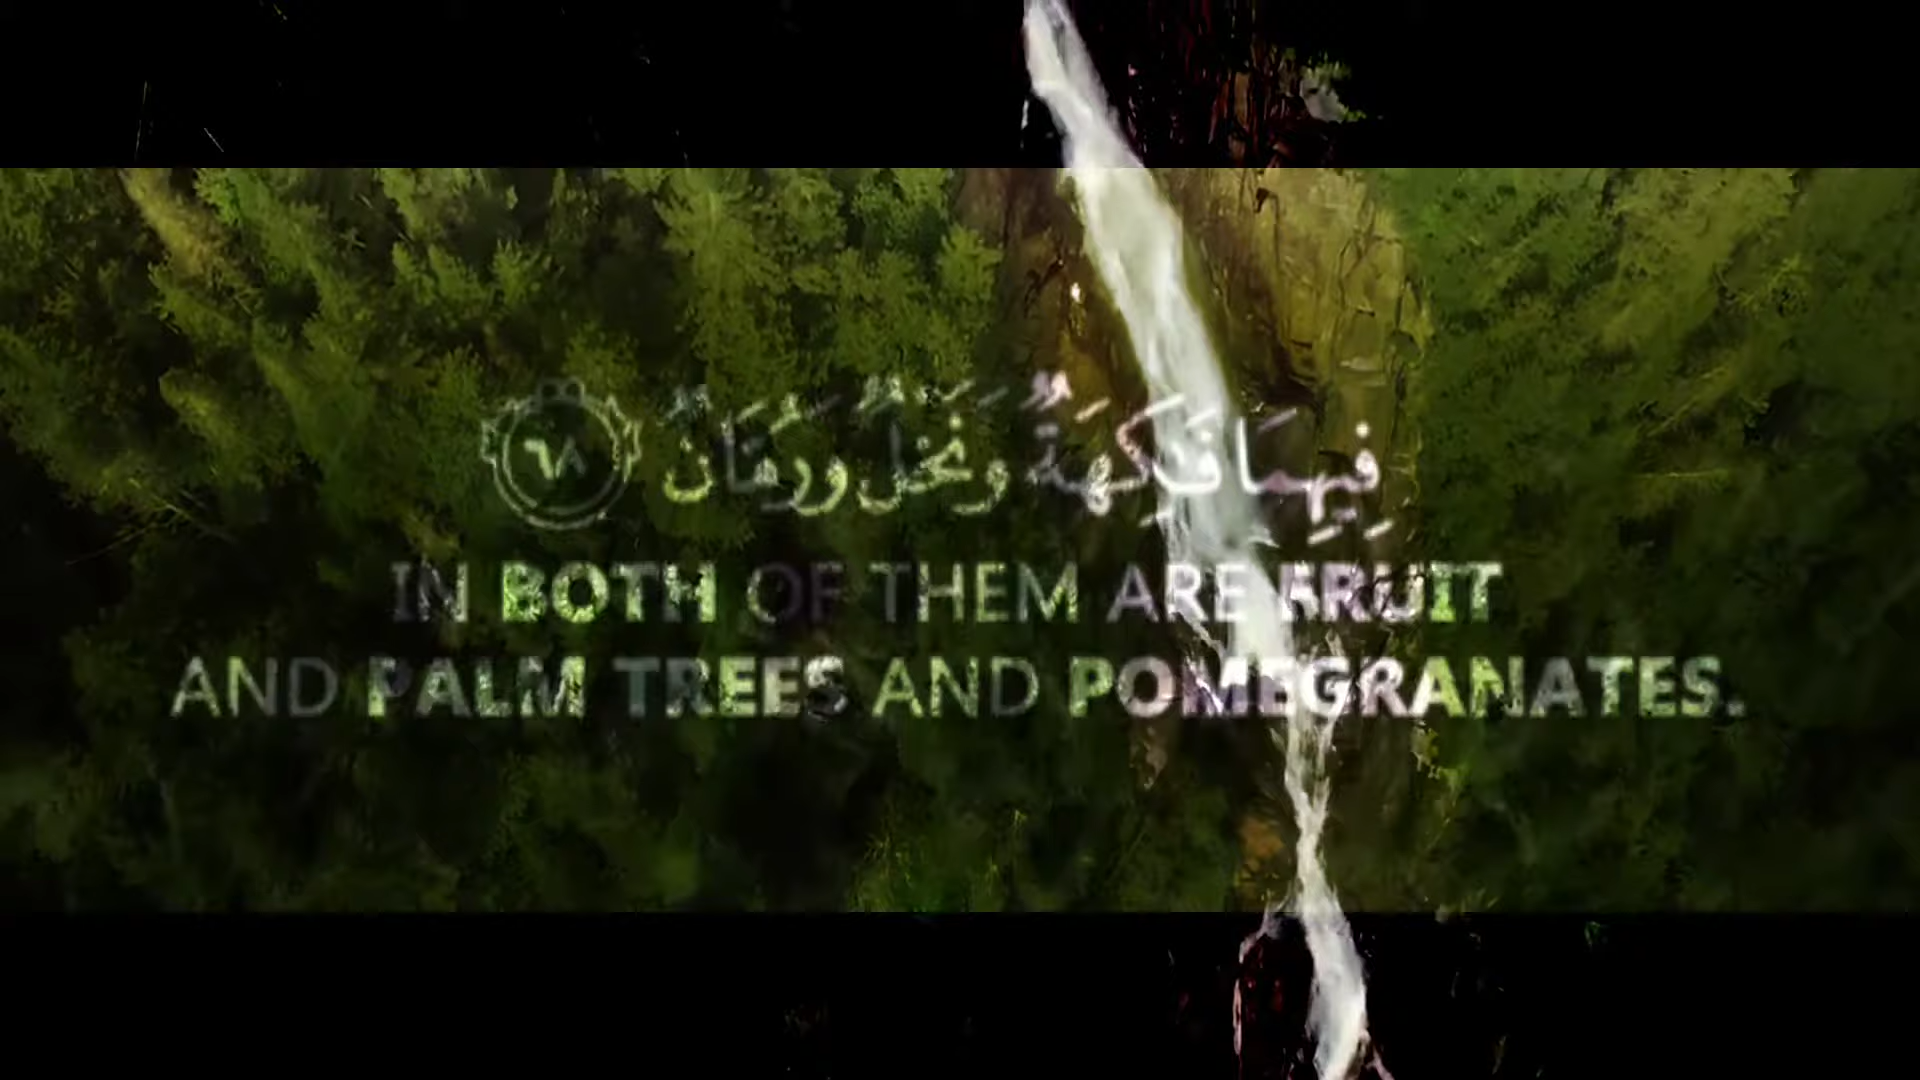 فِيهِمَا فَٰكِهَةٌ وَنَخْلٌ وَرُمَّانٌ ٦٨
IN BOTH OF THEM ARE FRUIT
AND PALM TREES AND POMEGRANATES.